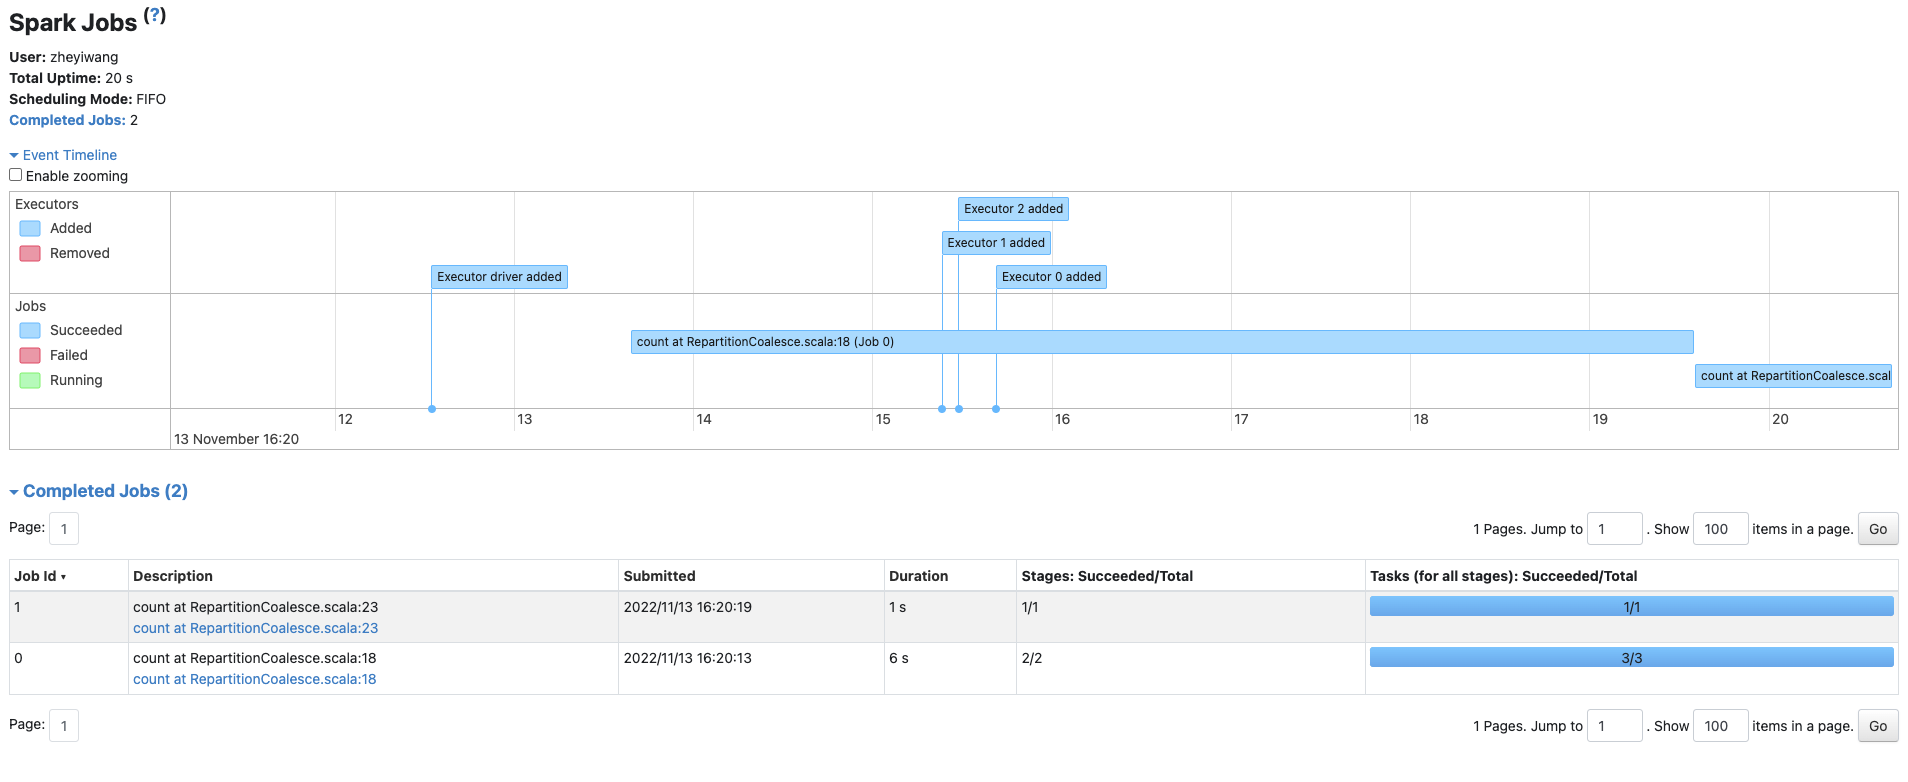 Spark Jobs (?)
User: zheyiwang
Total Uptime: 20 s
Scheduling Mode: FIFO
Completed Jobs: 2
Event Timeline
Enable zooming
Executors
Added
Removed
Executor 2 added
Executor 1 added
Executor driver added
Executor 0 added
Jobs
Succeeded
Failed
Running
count at RepartitionCoalesce.scala:18 (Job 0)
count at RepartitionCoalesce.scal
12 13 14 15 16 17 18 19 20
13 November 16:20
Completed Jobs (2)
Page: 1 1 Pages. Jump to 1 . Show 100 items in a page. Go
Job Id ▾ Description Submitted Duration Stages: Succeeded/Total Tasks (for all stages): Succeeded/Total
1 count at RepartitionCoalesce.scala:23 2022/11/13 16:20:19 1 s 1/1 1/1
count at RepartitionCoalesce.scala:23
0 count at RepartitionCoalesce.scala:18 2022/11/13 16:20:13 6 s 2/2 3/3
count at RepartitionCoalesce.scala:18
Page: 1 1 Pages. Jump to 1 . Show 100 items in a page. Go